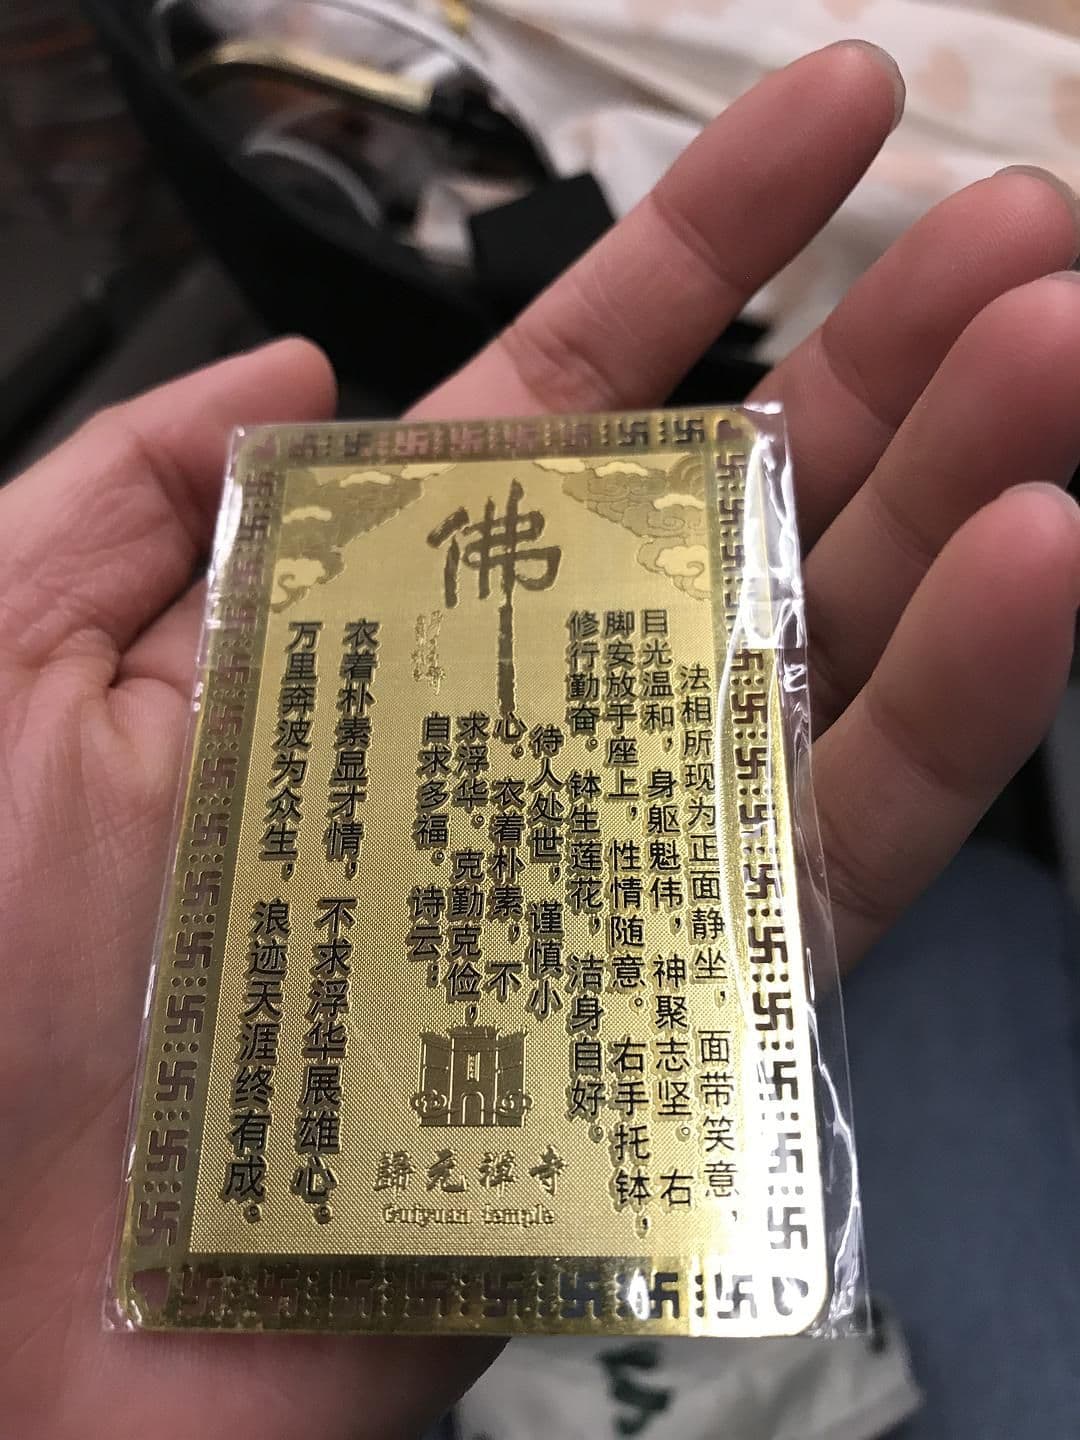 佛
法相所现为正面静坐，面带笑意，
目光温和，身躯魁伟，神聚志坚。右
脚安放于座上，性情随意。右手托钵，
修行勤奋。钵生莲花，洁身自好。
待人处世，谨慎小
心。衣着朴素，不
求浮华。克勤克俭，
自求多福。诗云：
衣着朴素显才情，不求浮华展雄心。
万里奔波为众生，浪迹天涯终有成。
歸元禪寺
Guiyuan temple